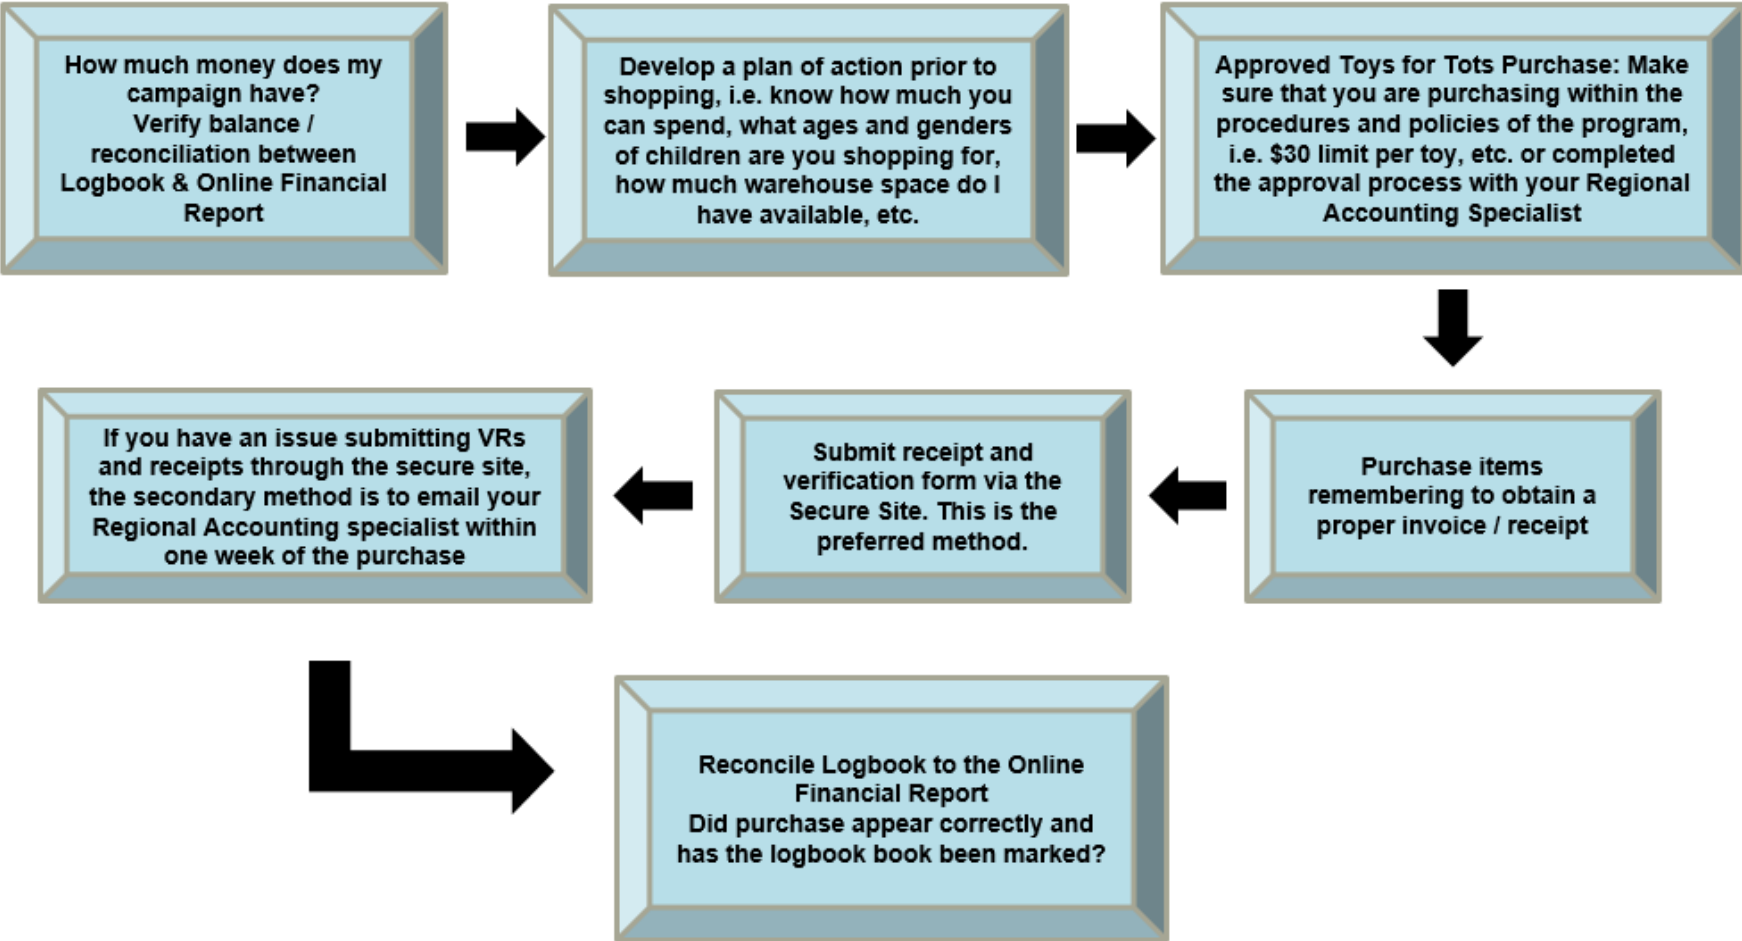 How much money does my
campaign have?
Verify balance /
reconciliation between
Logbook & Online Financial
Report
Develop a plan of action prior to
shopping, i.e. know how much you
can spend, what ages and genders
of children are you shopping for,
how much warehouse space do I
have available, etc.
Approved Toys for Tots Purchase: Make
sure that you are purchasing within the
procedures and policies of the program,
i.e. $30 limit per toy, etc. or completed
the approval process with your Regional
Accounting Specialist
Purchase items
remembering to obtain a
proper invoice / receipt
Submit receipt and
verification form via the
Secure Site. This is the
preferred method.
If you have an issue submitting VRs
and receipts through the secure site,
the secondary method is to email your
Regional Accounting specialist within
one week of the purchase
Reconcile Logbook to the Online
Financial Report
Did purchase appear correctly and
has the logbook book been marked?